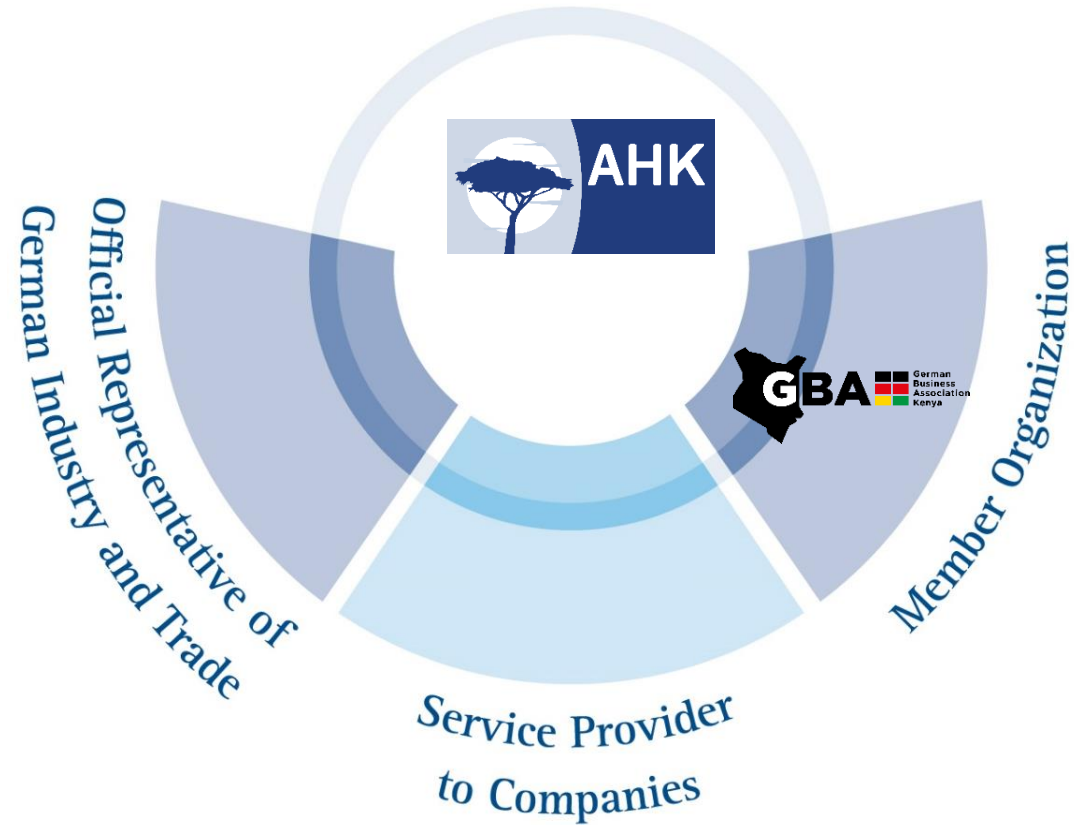 AHK
Official Representative of
German Industry and Trade
GBA
German
Business
Association
Kenya
Member Organization
Service Provider
to Companies